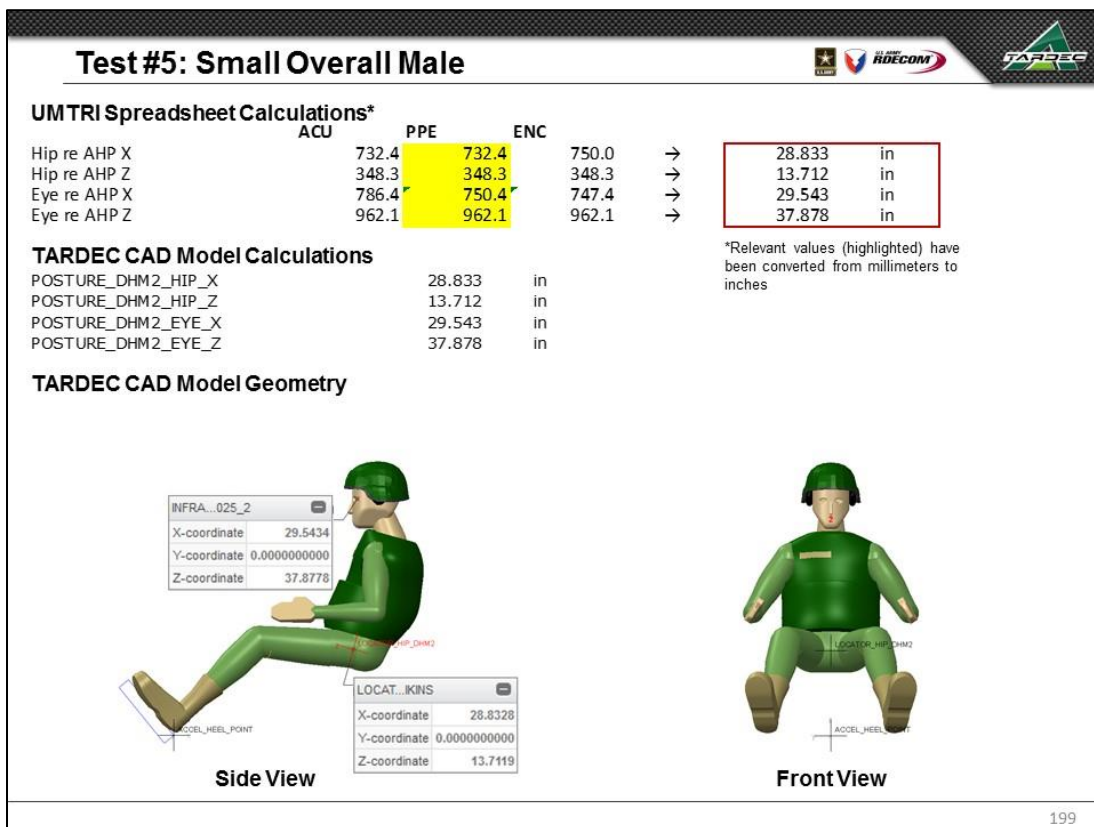 Test #5: Small Overall Male
U.S. ARMY
U.S. ARMY
RDECOM
TARDEC
UMTRI Spreadsheet Calculations*
ACU PPE ENC
Hip re AHP X 732.4 732.4 750.0 → 28.833 in
Hip re AHP Z 348.3 348.3 348.3 → 13.712 in
Eye re AHP X 786.4 750.4 747.4 → 29.543 in
Eye re AHP Z 962.1 962.1 962.1 → 37.878 in
*Relevant values (highlighted) have
been converted from millimeters to
inches
TARDEC CAD Model Calculations
POSTURE_DHM2_HIP_X 28.833 in
POSTURE_DHM2_HIP_Z 13.712 in
POSTURE_DHM2_EYE_X 29.543 in
POSTURE_DHM2_EYE_Z 37.878 in
TARDEC CAD Model Geometry
INFRA...025_2
X-coordinate 29.5434
Y-coordinate 0.0000000000
Z-coordinate 37.8778
LOCATOR_HIP_DHM2
LOCAT...IKINS
X-coordinate 28.8328
Y-coordinate 0.0000000000
Z-coordinate 13.7119
ACCEL_HEEL_POINT
Side View
LOCATOR_HIP_DHM2
ACCEL_HEEL_POINT
Front View
199